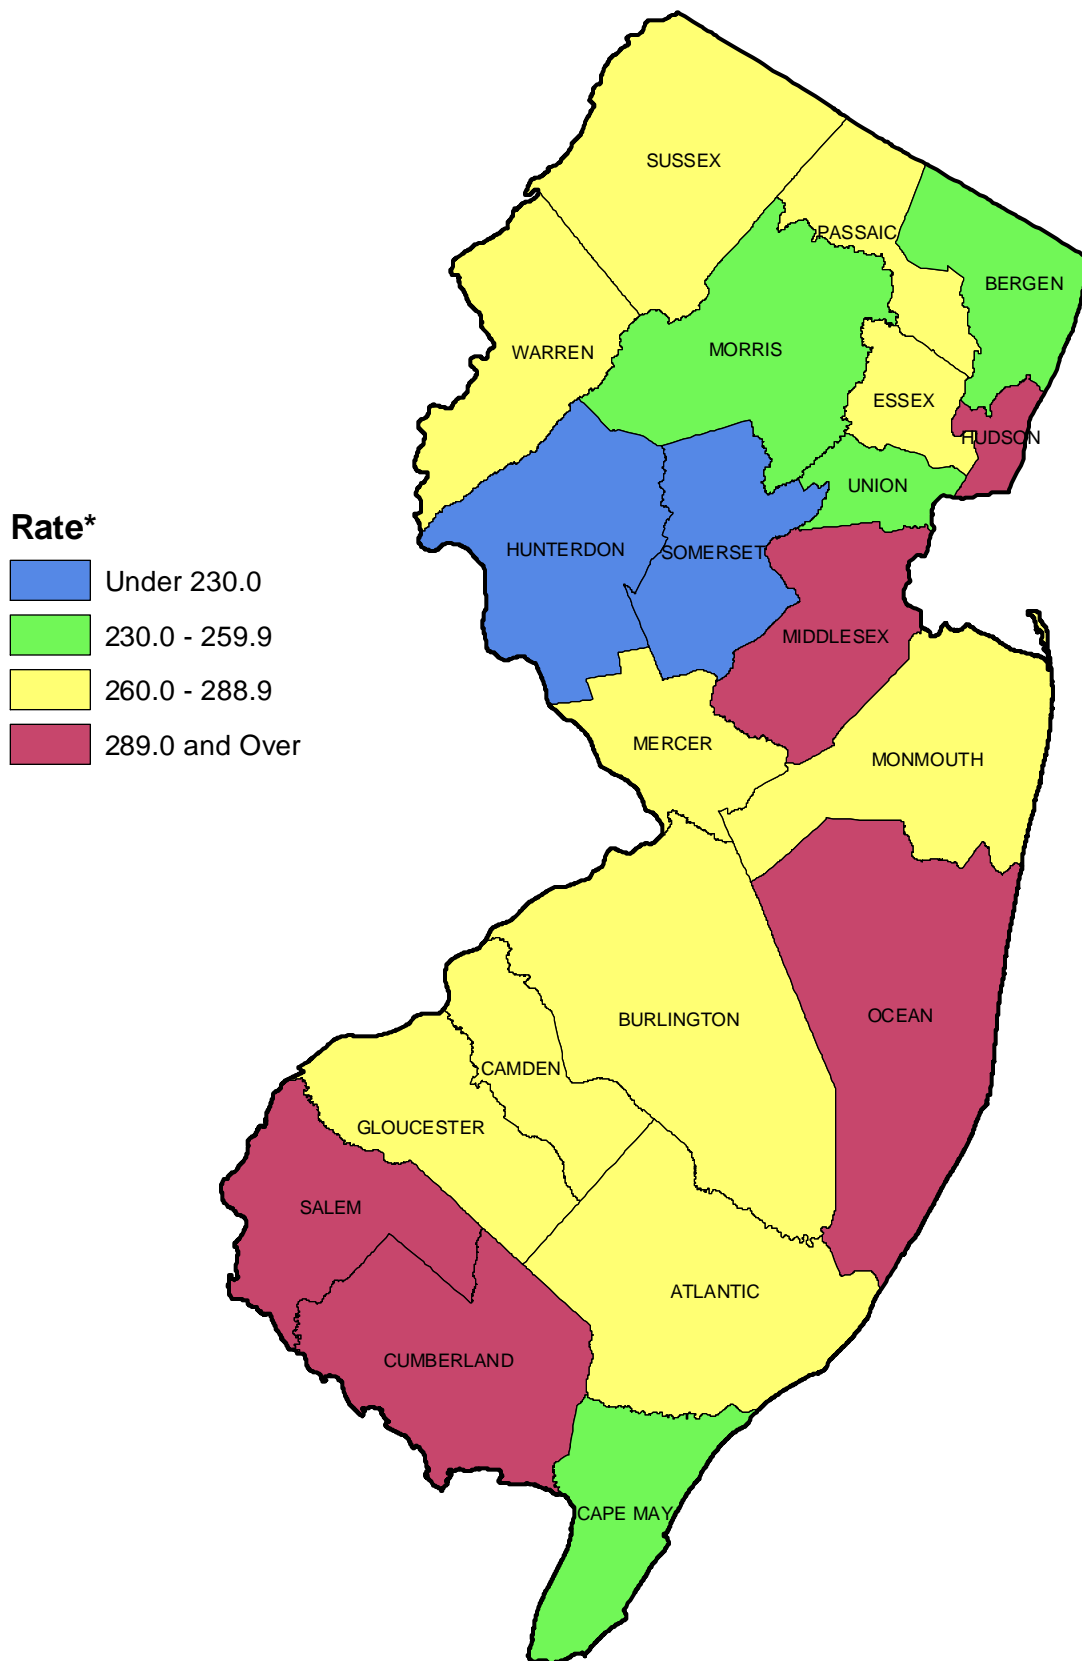 SUSSEX
PASSAIC
BERGEN
WARREN
MORRIS
ESSEX
HUDSON
UNION
Rate*
Under 230.0
230.0 - 259.9
260.0 - 288.9
289.0 and Over
HUNTERDON
SOMERSET
MIDDLESEX
MERCER
MONMOUTH
OCEAN
BURLINGTON
CAMDEN
GLOUCESTER
SALEM
ATLANTIC
CUMBERLAND
CAPE MAY